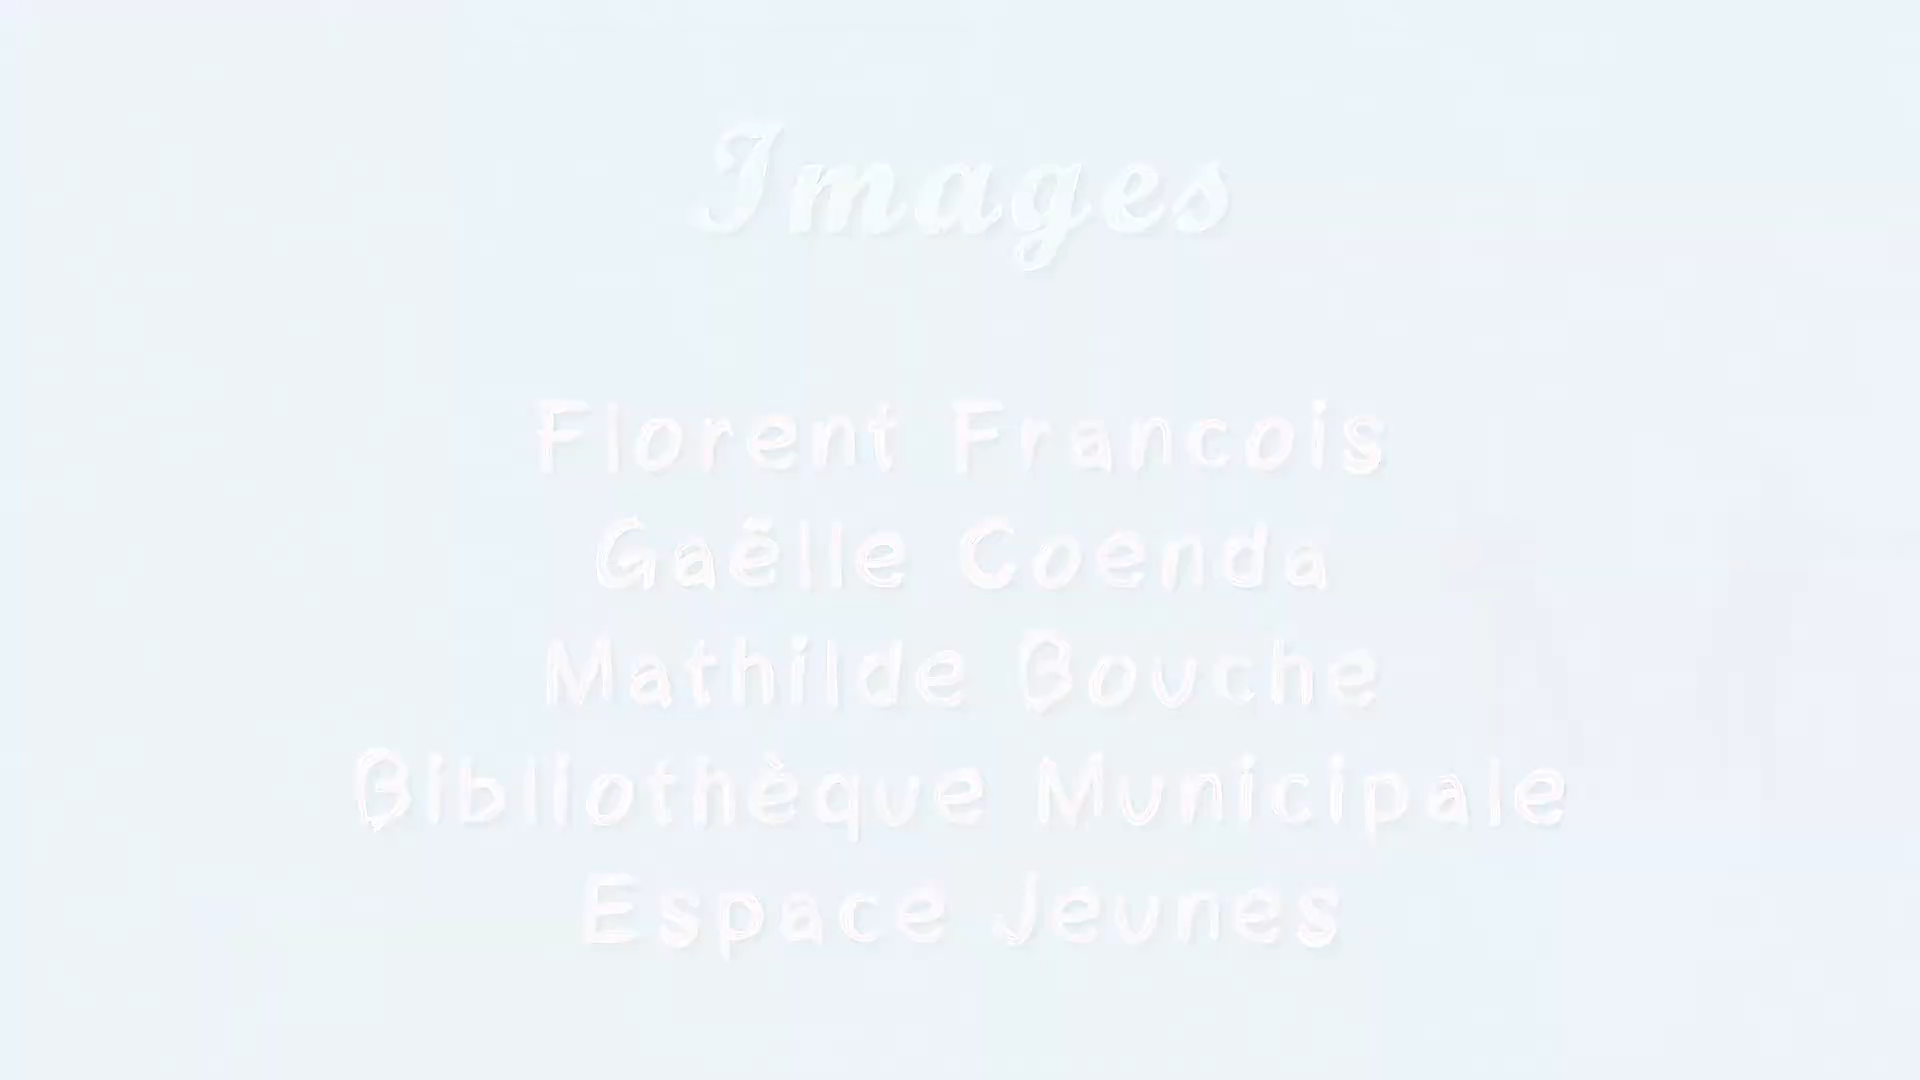 Images
Florent Francois
Gaëlle Coenda
Mathilde Bouche
Bibliothèque Municipale
Espace Jeunes